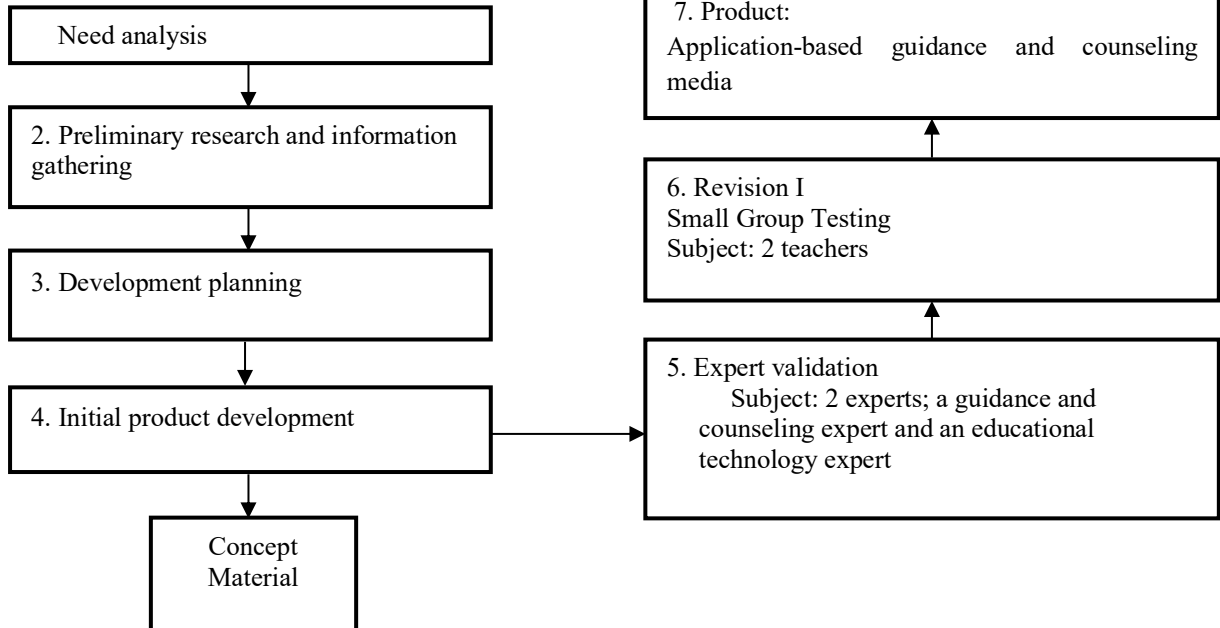 Need analysis
2. Preliminary research and information
gathering
3. Development planning
4. Initial product development
Concept
Material
5. Expert validation
Subject: 2 experts; a guidance and
counseling expert and an educational
technology expert
6. Revision I
Small Group Testing
Subject: 2 teachers
7. Product:
Application-based guidance and counseling
media